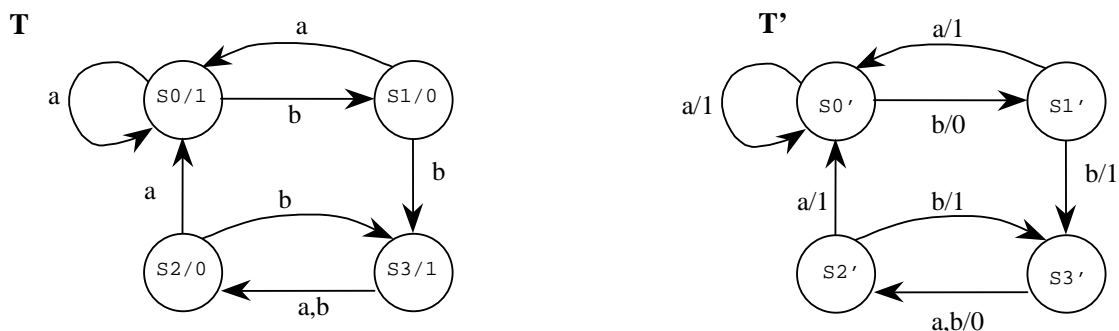 T
a
S0/1
a
b
S1/0
b
a
b
S2/0
S3/1
a,b
T’
a/1
S0'
a/1
b/0
S1'
b/1
a/1
b/1
S2'
S3'
a,b/0